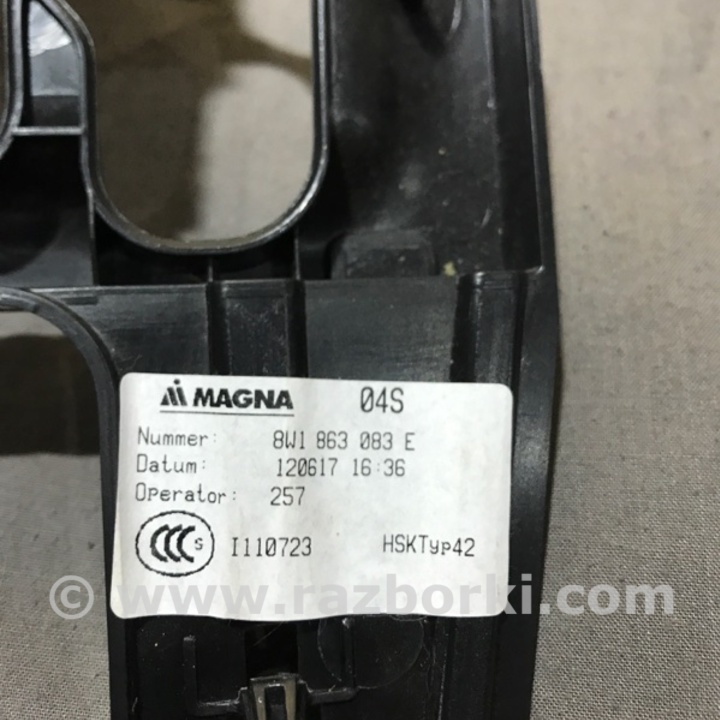 MAGNA 04S
Nummer: 8W1 863 083 E
Datum: 120617 16:36
Operator: 257
CCC S I110723 HSKTyp42
© www.razborki.com